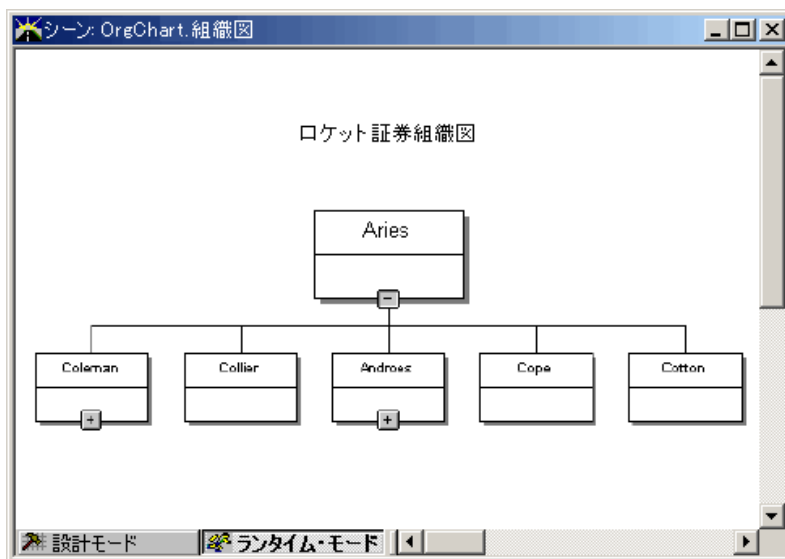 シーン: OrgChart.組織図
ロケット証券組織図
Aries
Coleman
Collier
Androes
Cope
Cotton
設計モード
ランタイム・モード